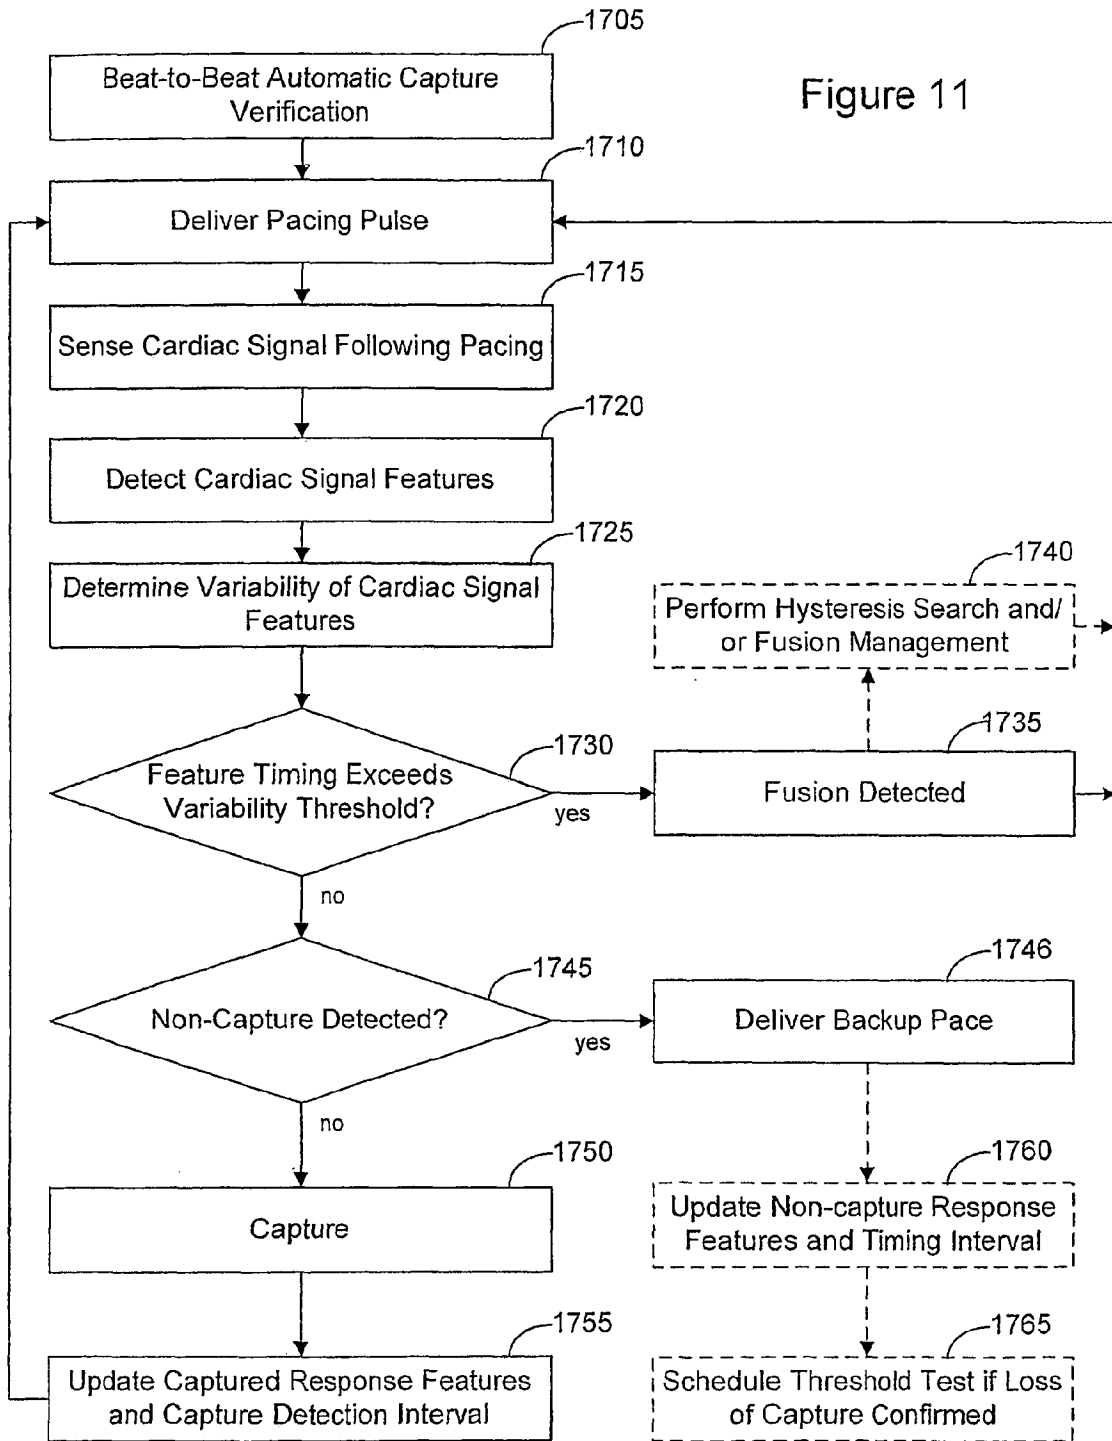 1705
Beat-to-Beat Automatic Capture
Verification
Figure 11
1710
Deliver Pacing Pulse
1715
Sense Cardiac Signal Following Pacing
1720
Detect Cardiac Signal Features
1725
Determine Variability of Cardiac Signal
Features
1740
Perform Hysteresis Search and/
or Fusion Management
1730
Feature Timing Exceeds
Variability Threshold?
yes
1735
Fusion Detected
no
1745
Non-Capture Detected?
yes
1746
Deliver Backup Pace
no
1750
Capture
1760
Update Non-capture Response
Features and Timing Interval
1755
Update Captured Response Features
and Capture Detection Interval
1765
Schedule Threshold Test if Loss
of Capture Confirmed